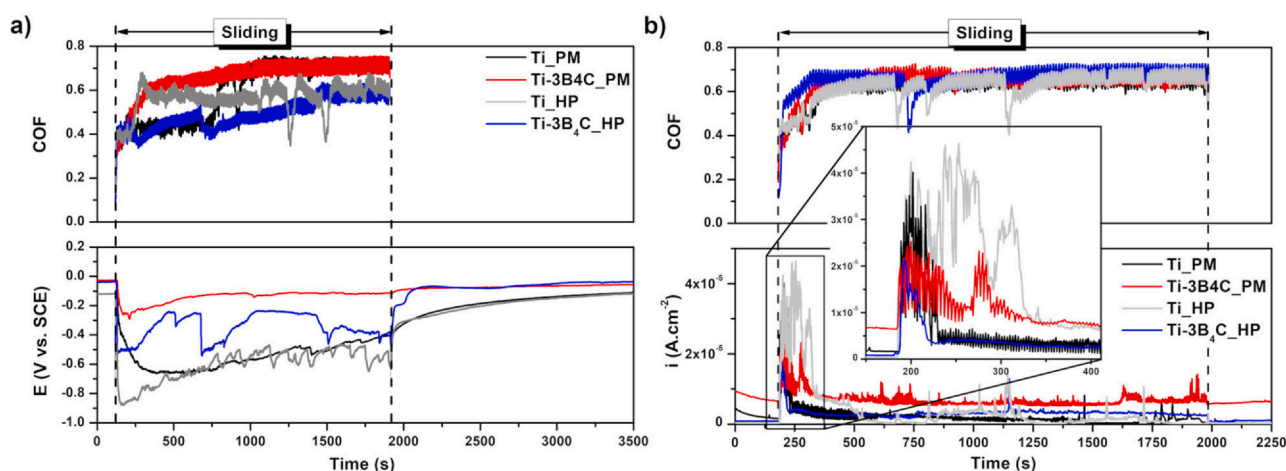 a)
Sliding
0.8
0.6
0.4
0.2
0.0
COF
Ti_PM
Ti-3B4C_PM
Ti_HP
Ti-3B₄C_HP
0.2
0.0
-0.2
-0.4
-0.6
-0.8
-1.0
E (V vs. SCE)
0 500 1000 1500 2000 2500 3000 3500
Time (s)
b)
Sliding
0.8
0.6
0.4
0.2
0.0
COF
5x10⁻⁵
4x10⁻⁵
3x10⁻⁵
2x10⁻⁵
1x10⁻⁵
0
200 300 400
4x10⁻⁵
2x10⁻⁵
0
i (A.cm⁻²)
Ti_PM
Ti-3B4C_PM
Ti_HP
Ti-3B₄C_HP
0 250 500 750 1000 1250 1500 1750 2000 2250
Time (s)